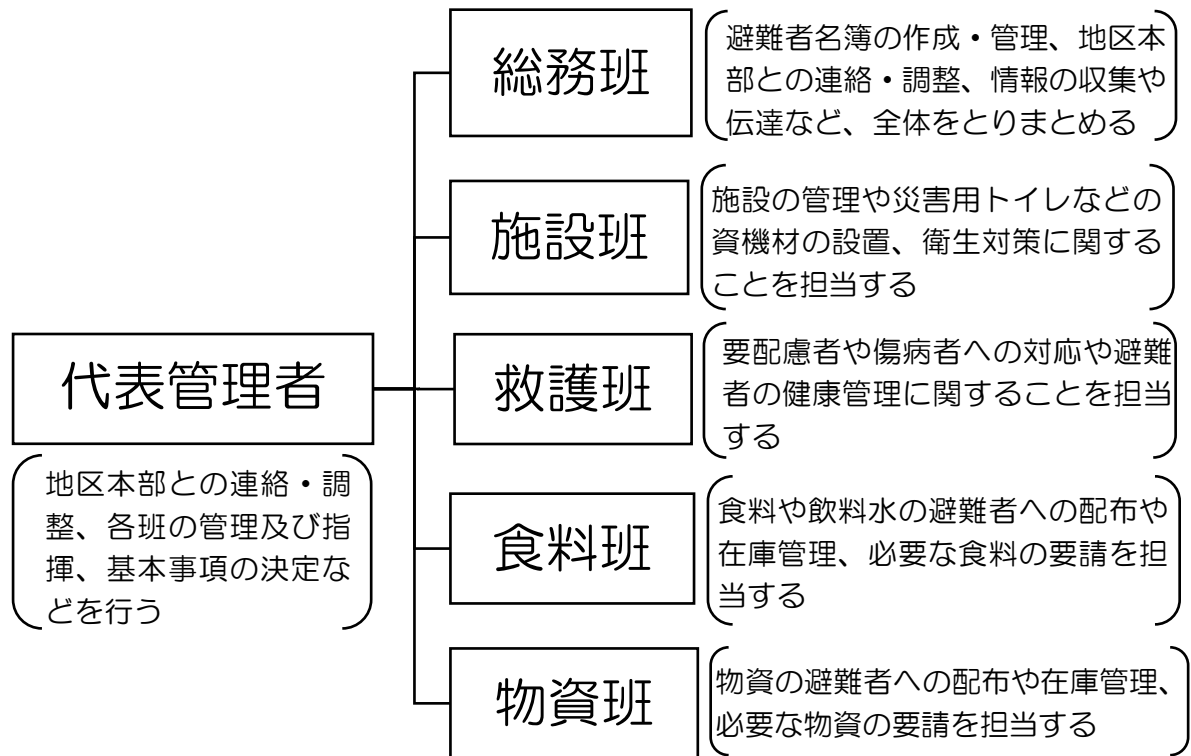 総務班
避難者名簿の作成・管理、地区本
部との連絡・調整、情報の収集や
伝達など、全体をとりまとめる
施設班
施設の管理や災害用トイレなどの
資機材の設置、衛生対策に関する
ことを担当する
代表管理者
地区本部との連絡・調
整、各班の管理及び指
揮、基本事項の決定な
どを行う
救護班
要配慮者や傷病者への対応や避難
者の健康管理に関することを担当
する
食料班
食料や飲料水の避難者への配布や
在庫管理、必要な食料の要請を担
当する
物資班
物資の避難者への配布や在庫管理、
必要な物資の要請を担当する